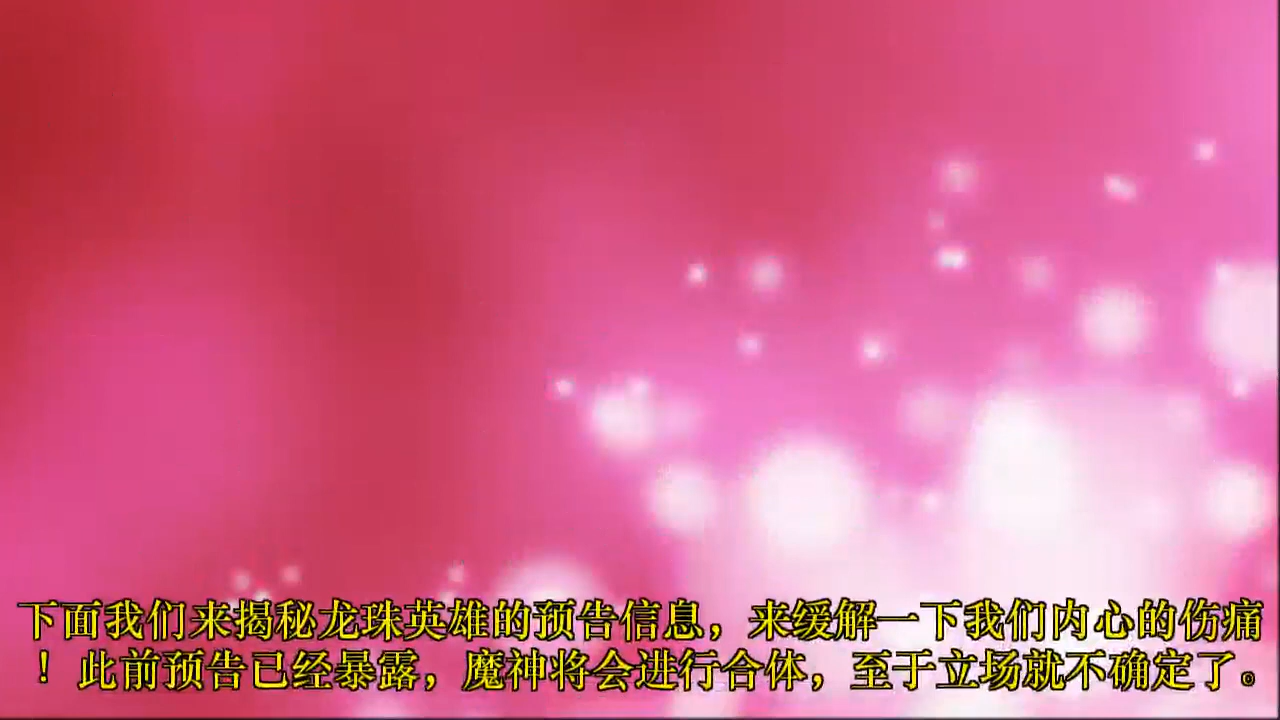 下面我们来揭秘龙珠英雄的预告信息，来缓解一下我们内心的伤痛
！此前预告已经暴露，魔神将会进行合体，至于立场就不确定了。